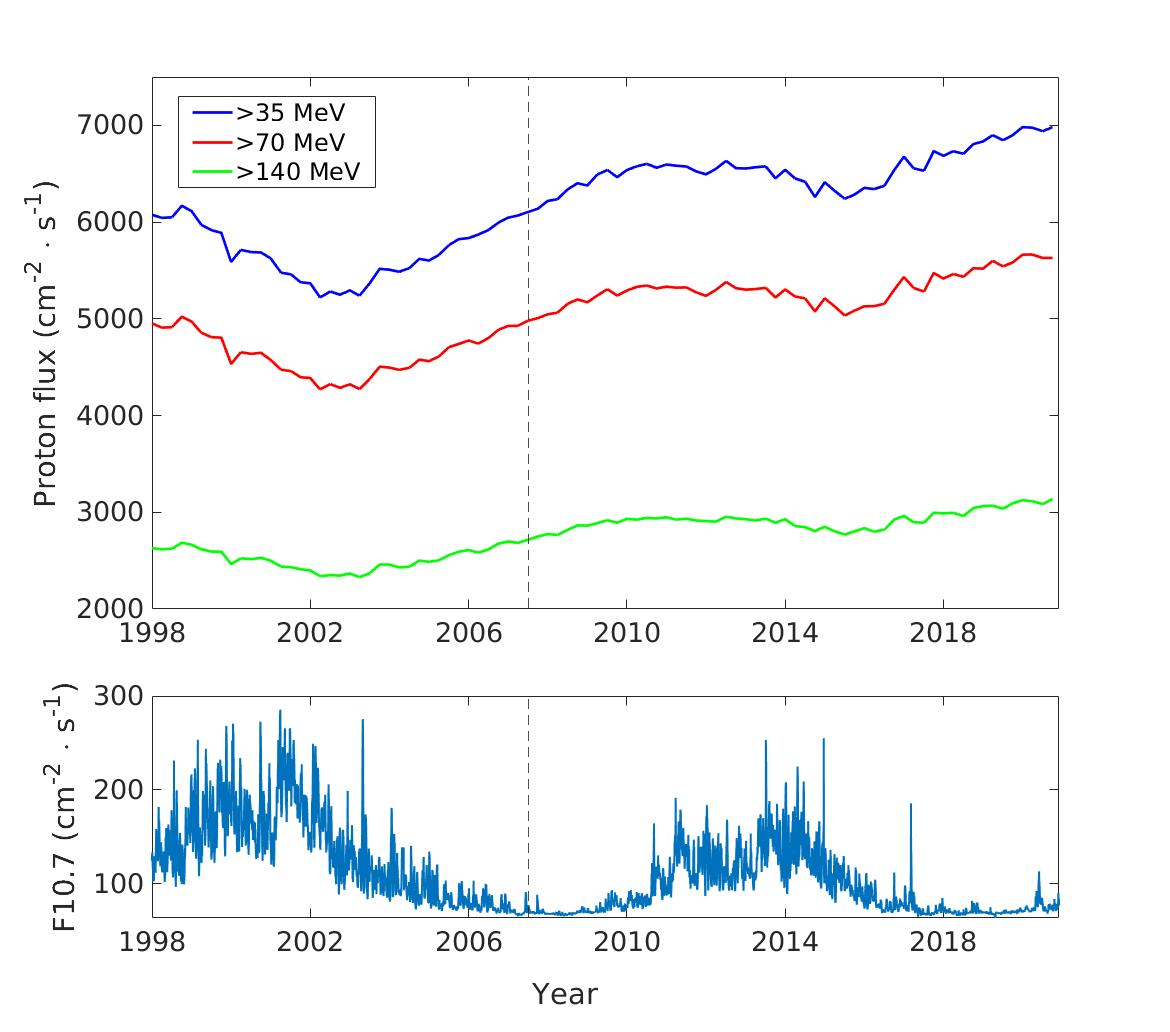 7000
6000
5000
4000
3000
2000
Proton flux (cm-2 · s-1)
>35 MeV
>70 MeV
>140 MeV
1998 2002 2006 2010 2014 2018
300
200
100
F10.7 (cm-2 · s-1)
1998 2002 2006 2010 2014 2018
Year